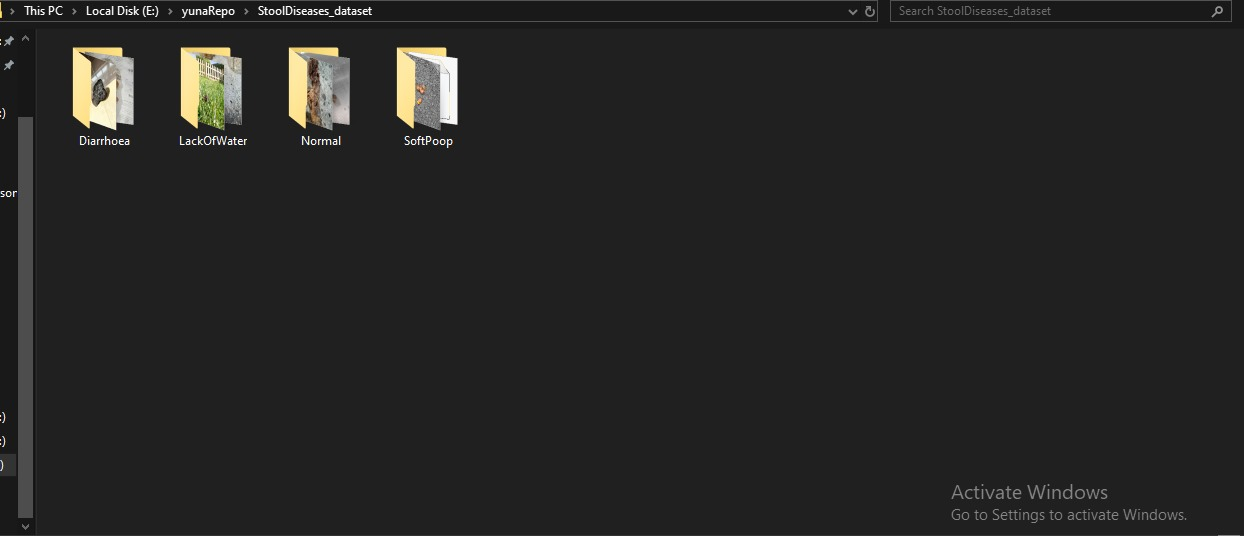 This PC > Local Disk (E:) > yunaRepo > StoolDiseases_dataset
Search StoolDiseases_dataset
:)
son
Diarrhoea
LackOfWater
Normal
SoftPoop
:)
:)
)
Activate Windows
Go to Settings to activate Windows.